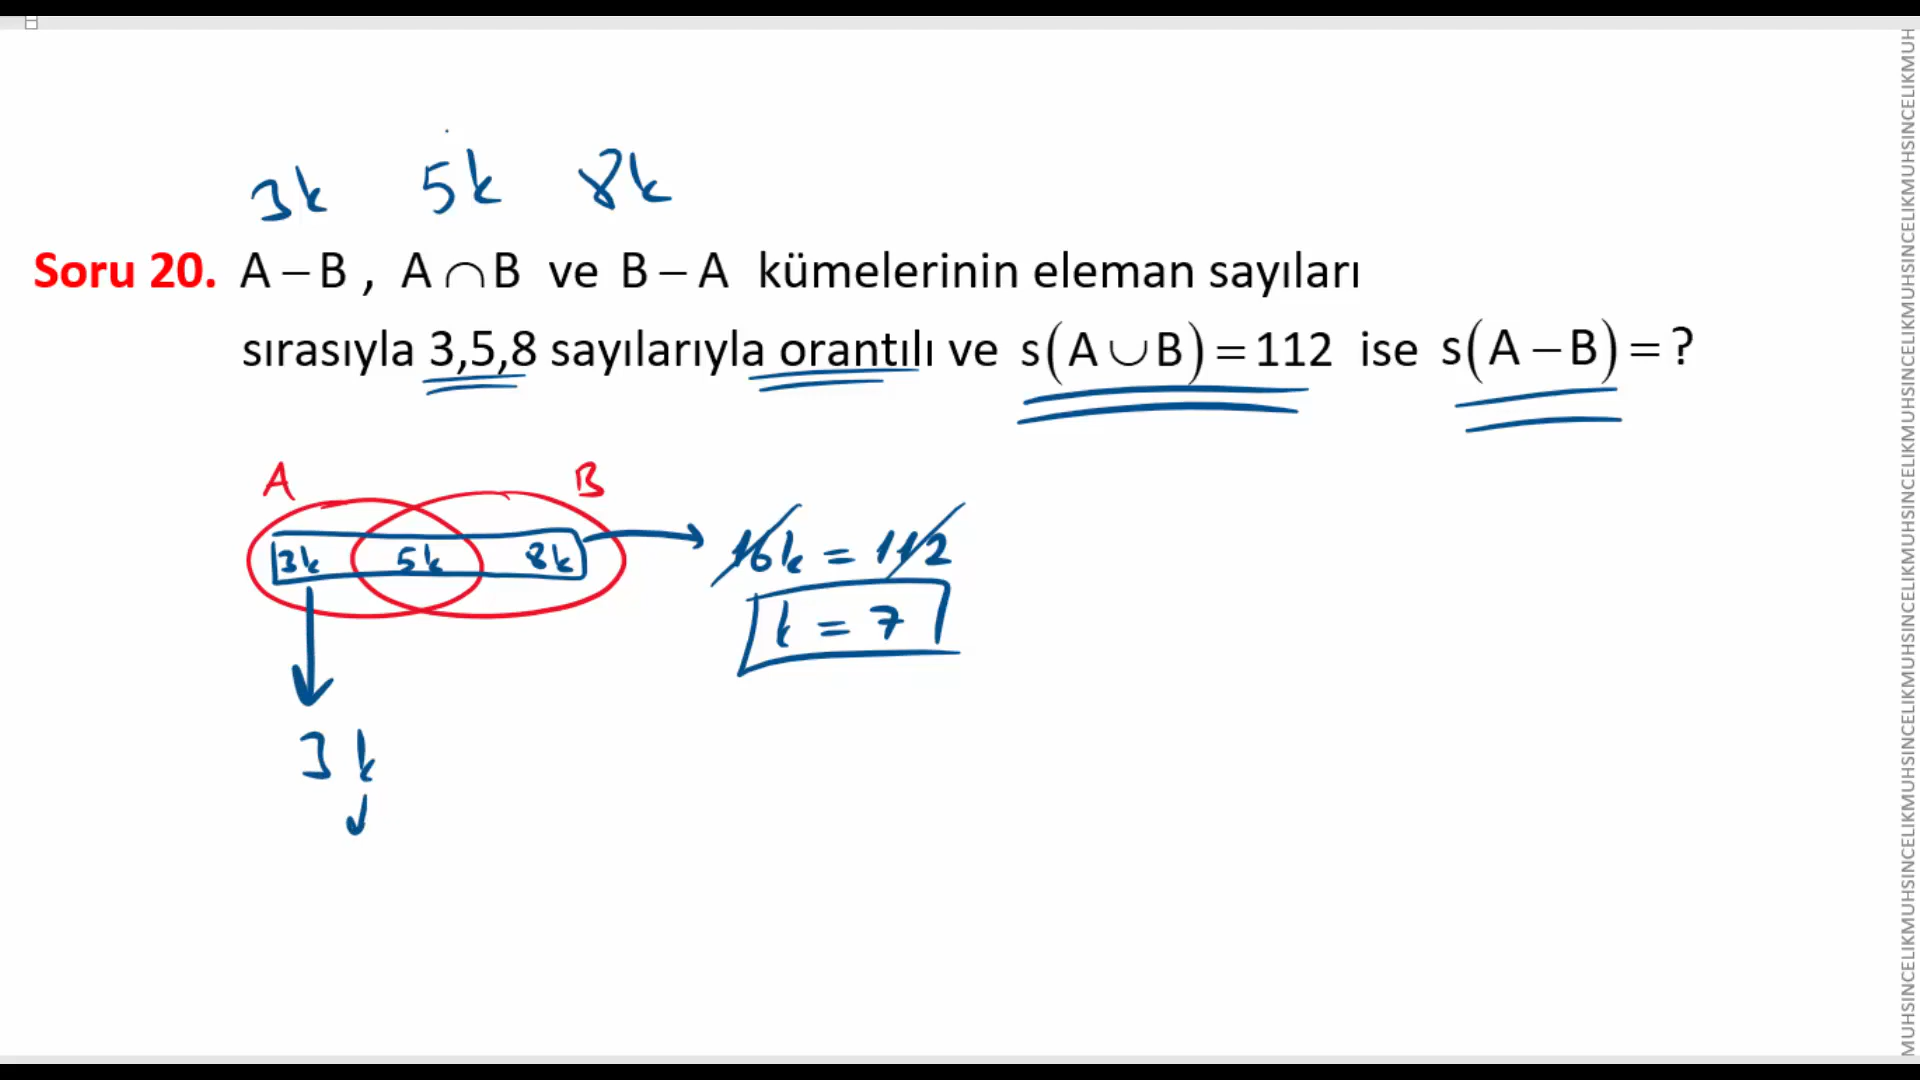 3k 5k 8k
Soru 20. A – B , A ∩ B ve B – A kümelerinin eleman sayıları
sırasıyla 3,5,8 sayılarıyla orantılı ve s(A ∪ B) = 112 ise s(A – B) = ?
A B
3k 5k 8k
16k = 112
k = 7
3k
MUHSINCELIKMUHSINCELIKMUHSINCELIKMUHSINCELIKMUHSINCELIKMUHSINCELIKMUHSINCELIKMUHSINCELIKMUH